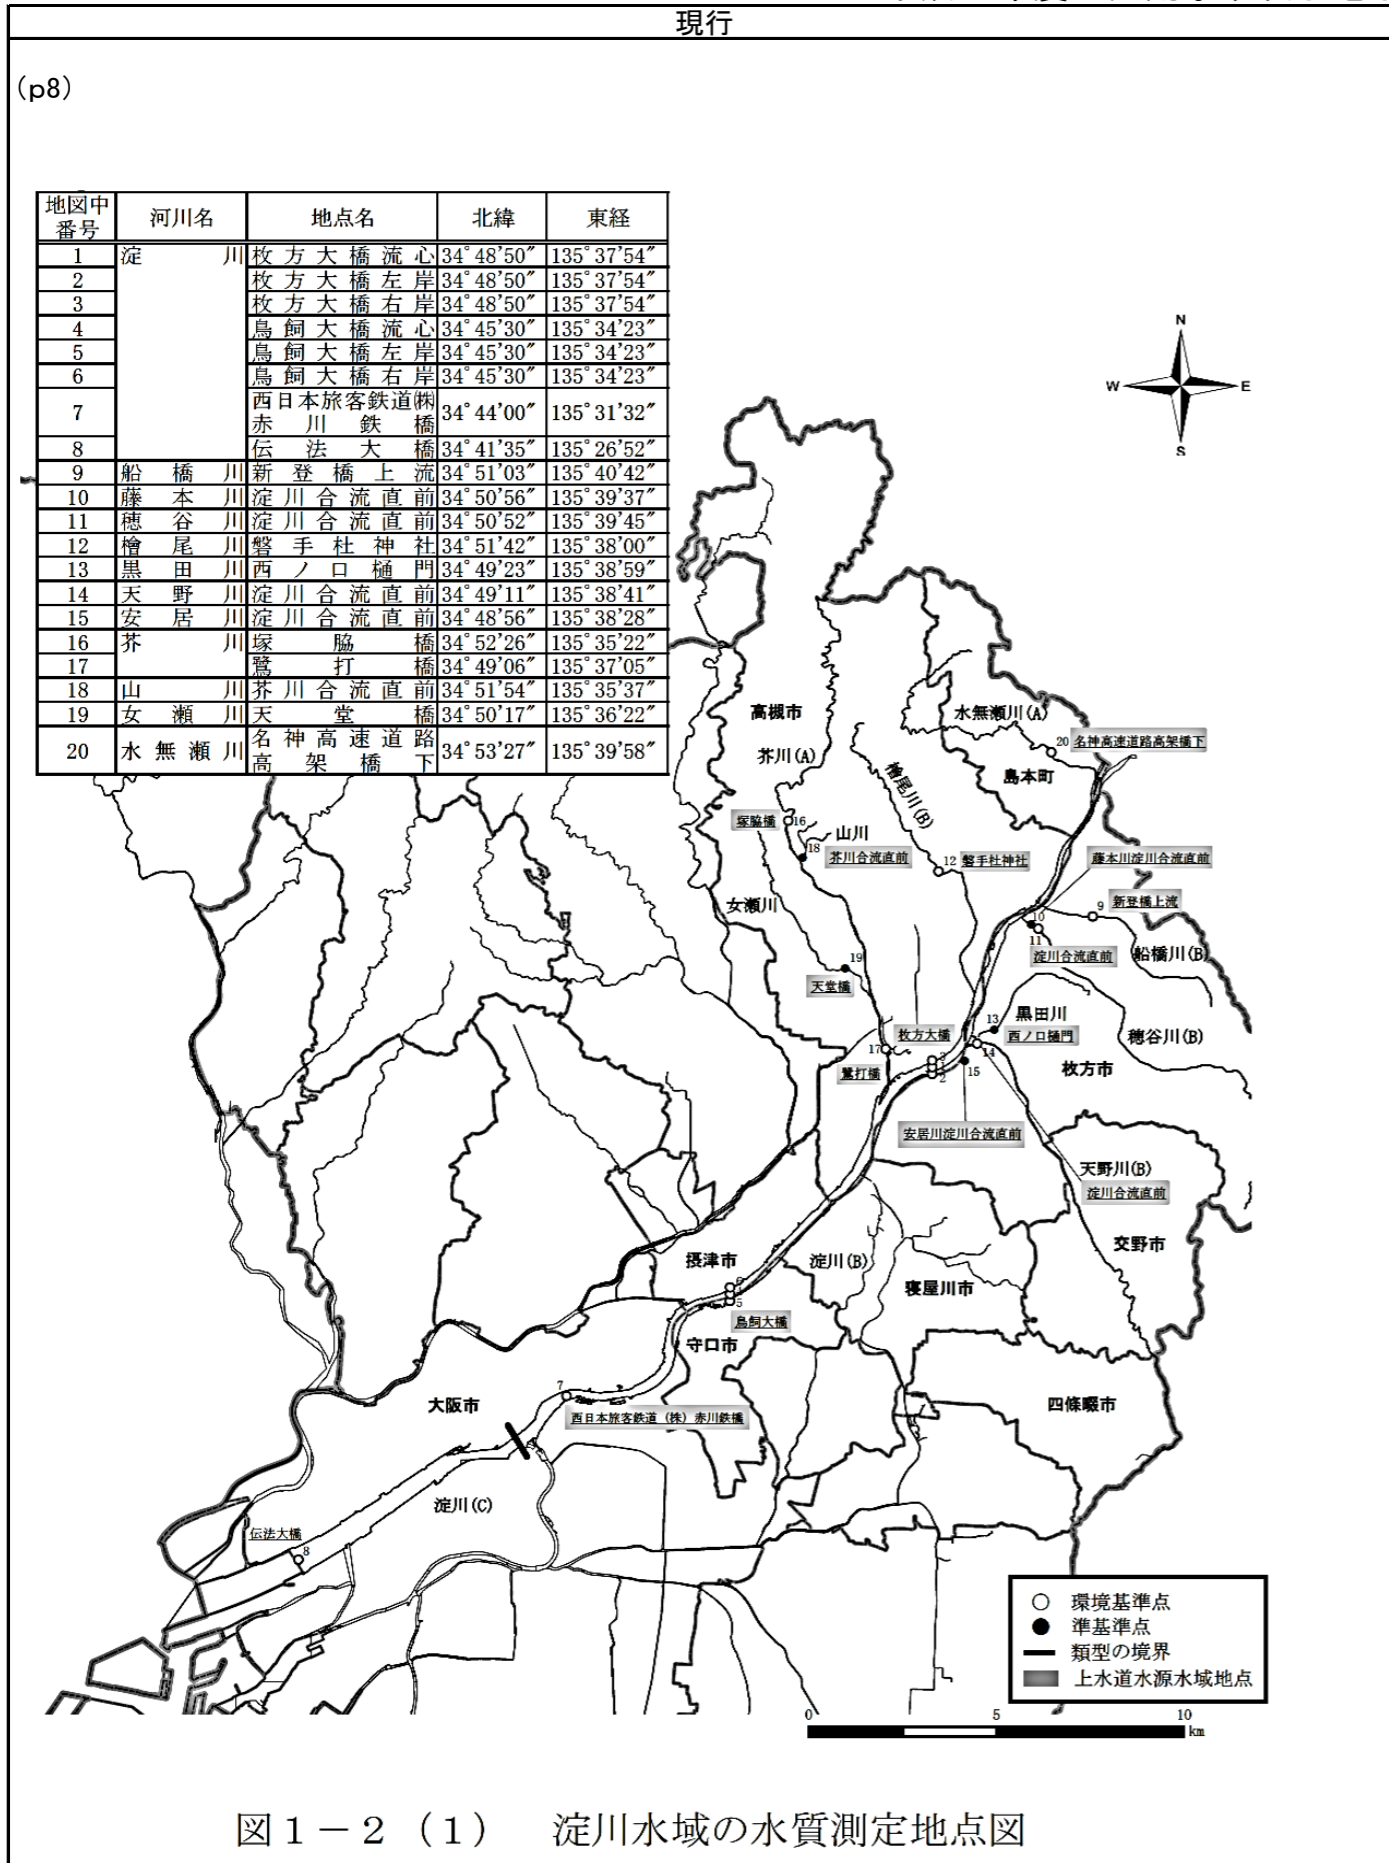 現行
(p8)
地図中番号 河川名 地点名 北緯 東経
1 淀川 枚方大橋流心 34°48'50″ 135°37'54″
2 枚方大橋左岸 34°48'50″ 135°37'54″
3 枚方大橋右岸 34°48'50″ 135°37'54″
4 鳥飼大橋流心 34°45'30″ 135°34'23″
5 鳥飼大橋左岸 34°45'30″ 135°34'23″
6 鳥飼大橋右岸 34°45'30″ 135°34'23″
7 西日本旅客鉄道㈱赤川鉄橋 34°44'00″ 135°31'32″
8 伝法大橋 34°41'35″ 135°26'52″
9 船橋川 新登橋上流 34°51'03″ 135°40'42″
10 藤本川 淀川合流直前 34°50'56″ 135°39'37″
11 穂谷川 淀川合流直前 34°50'52″ 135°39'45″
12 檜尾川 磐手杜神社 34°51'42″ 135°38'00″
13 黒田川 西ノ口樋門 34°49'23″ 135°38'59″
14 天野川 淀川合流直前 34°49'11″ 135°38'41″
15 安居川 淀川合流直前 34°48'56″ 135°38'28″
16 芥川 塚脇橋 34°52'26″ 135°35'22″
17 鷺打橋 34°49'06″ 135°37'05″
18 山川 芥川合流直前 34°51'54″ 135°35'37″
19 女瀬川 天堂橋 34°50'17″ 135°36'22″
20 水無瀬川 名神高速道路高架橋下 34°53'27″ 135°39'58″
N
W E
S
高槻市
水無瀬川(A)
20 名神高速道路高架橋下
芥川(A)
島本町
檜尾川(B)
塚脇橋 16
山川
18
芥川合流直前
12 磐手杜神社
藤本川淀川合流直前
女瀬川
新登橋上流
9
10
11
淀川合流直前
船橋川(B)
19
天堂橋
黒田川
13
西ノ口樋門
穂谷川(B)
枚方大橋
17
鷺打橋
3
1
2
14
15
枚方市
安居川淀川合流直前
天野川(B)
淀川合流直前
交野市
摂津市
淀川(B)
寝屋川市
6
5
鳥飼大橋
守口市
7
大阪市
西日本旅客鉄道(株)赤川鉄橋
四條畷市
淀川(C)
伝法大橋
8
環境基準点
準基準点
類型の境界
上水道水源水域地点
0 5 10
km
図1-2(1) 淀川水域の水質測定地点図